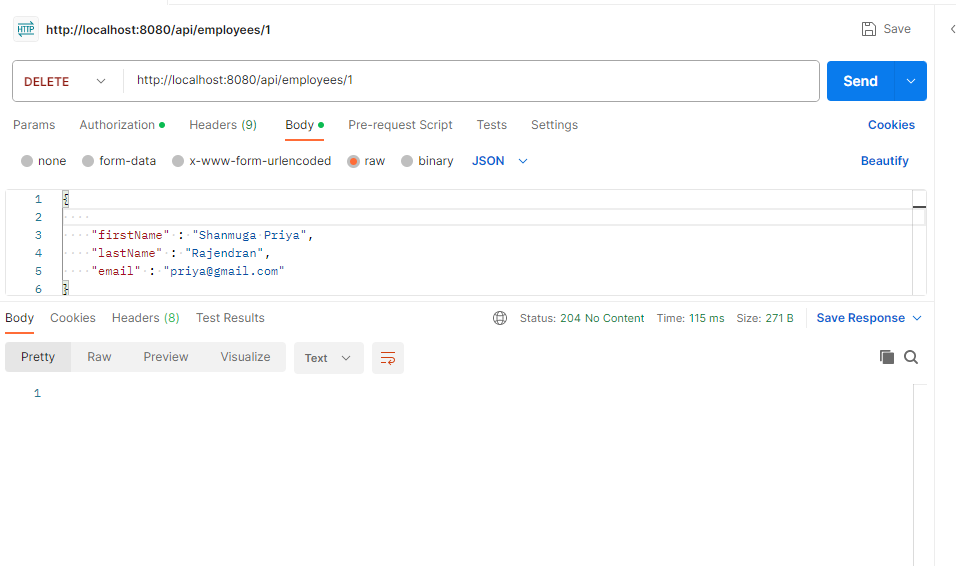 HTTP http://localhost:8080/api/employees/1 Save
DELETE http://localhost:8080/api/employees/1 Send
Params Authorization Headers (9) Body Pre-request Script Tests Settings Cookies
none form-data x-www-form-urlencoded raw binary JSON Beautify
1 {
2
3 "firstName" : "Shanmuga Priya",
4 "lastName" : "Rajendran",
5 "email" : "priya@gmail.com"
6 }
Body Cookies Headers (8) Test Results Status: 204 No Content Time: 115 ms Size: 271 B Save Response
Pretty Raw Preview Visualize Text
1